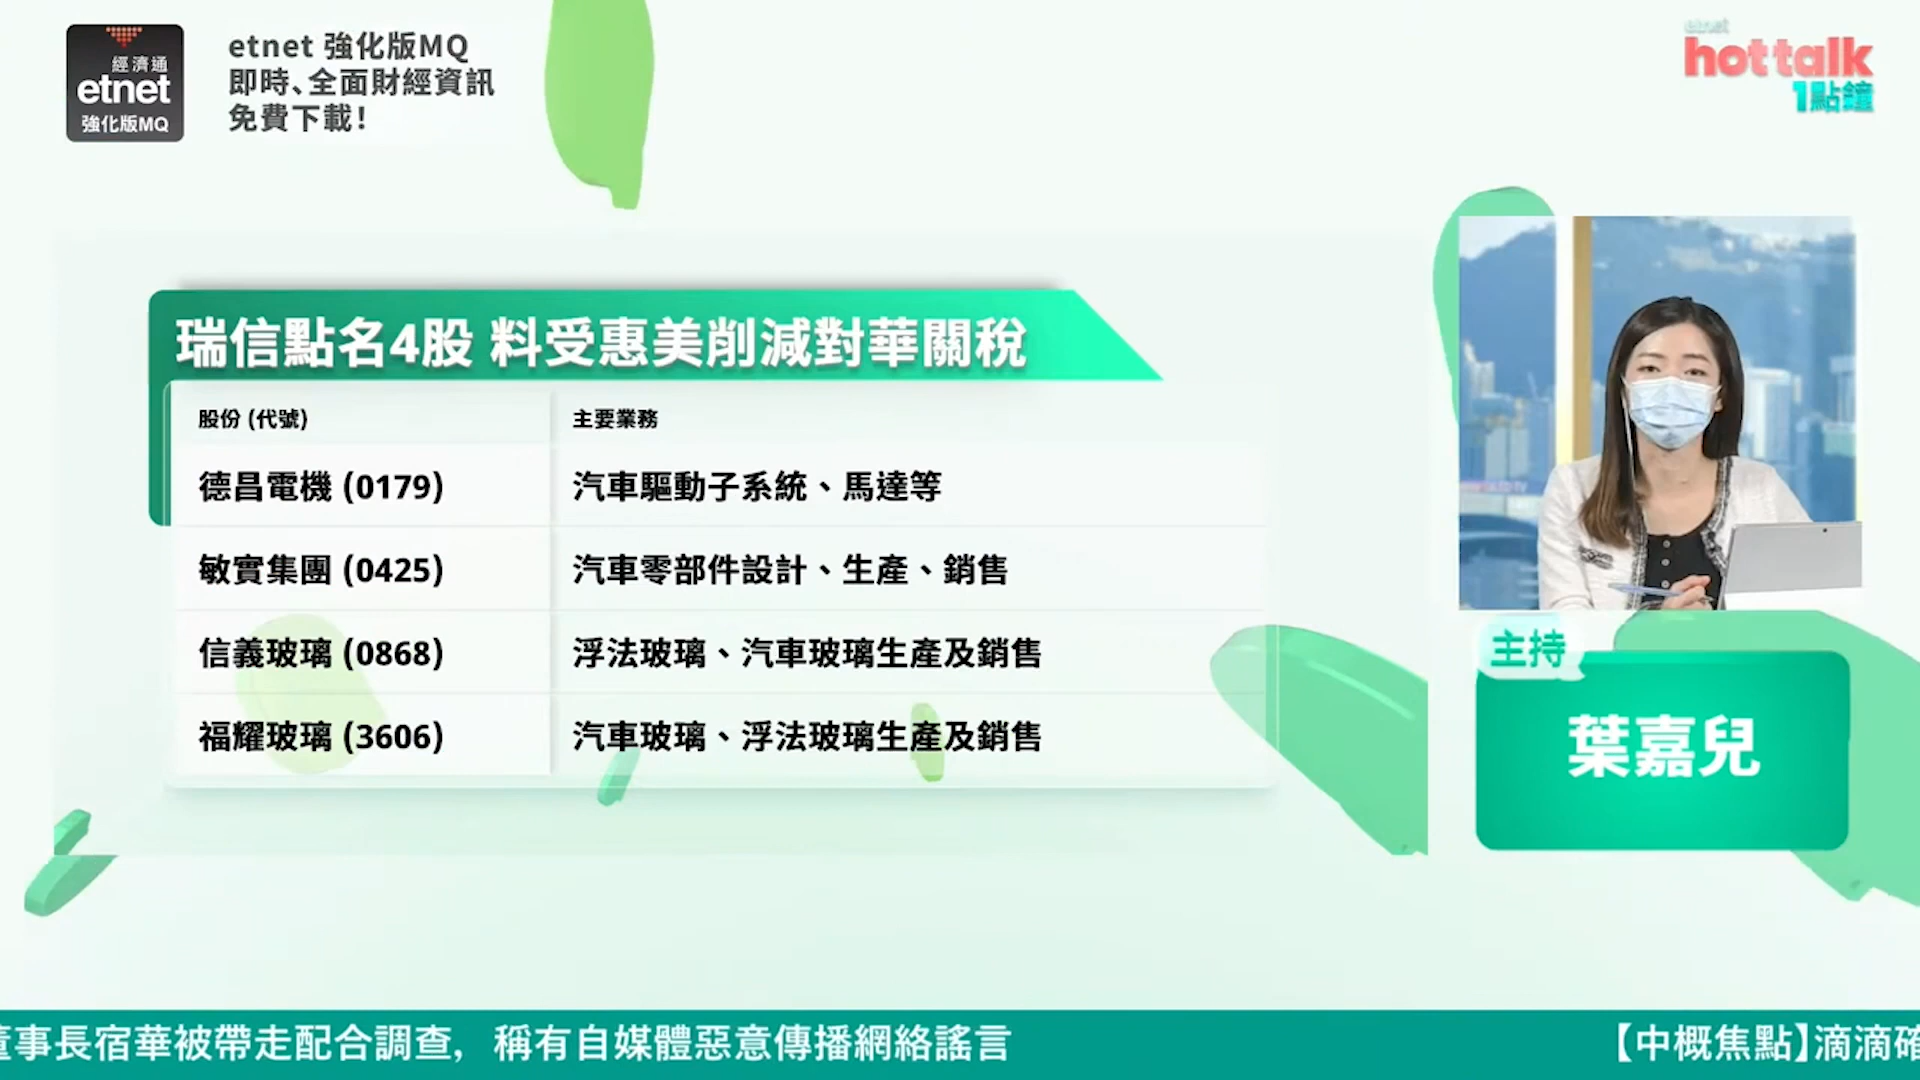 經濟通
etnet
強化版MQ
etnet 強化版MQ
即時、全面財經資訊
免費下載！
etnet
hot talk
1點鐘
瑞信點名4股 料受惠美削減對華關稅
股份 (代號)
主要業務
德昌電機 (0179)
汽車驅動子系統、馬達等
敏實集團 (0425)
汽車零部件設計、生產、銷售
信義玻璃 (0868)
浮法玻璃、汽車玻璃生產及銷售
福耀玻璃 (3606)
汽車玻璃、浮法玻璃生產及銷售
主持
葉嘉兒
董事長宿華被帶走配合調查，稱有自媒體惡意傳播網絡謠言
【中概焦點】滴滴確